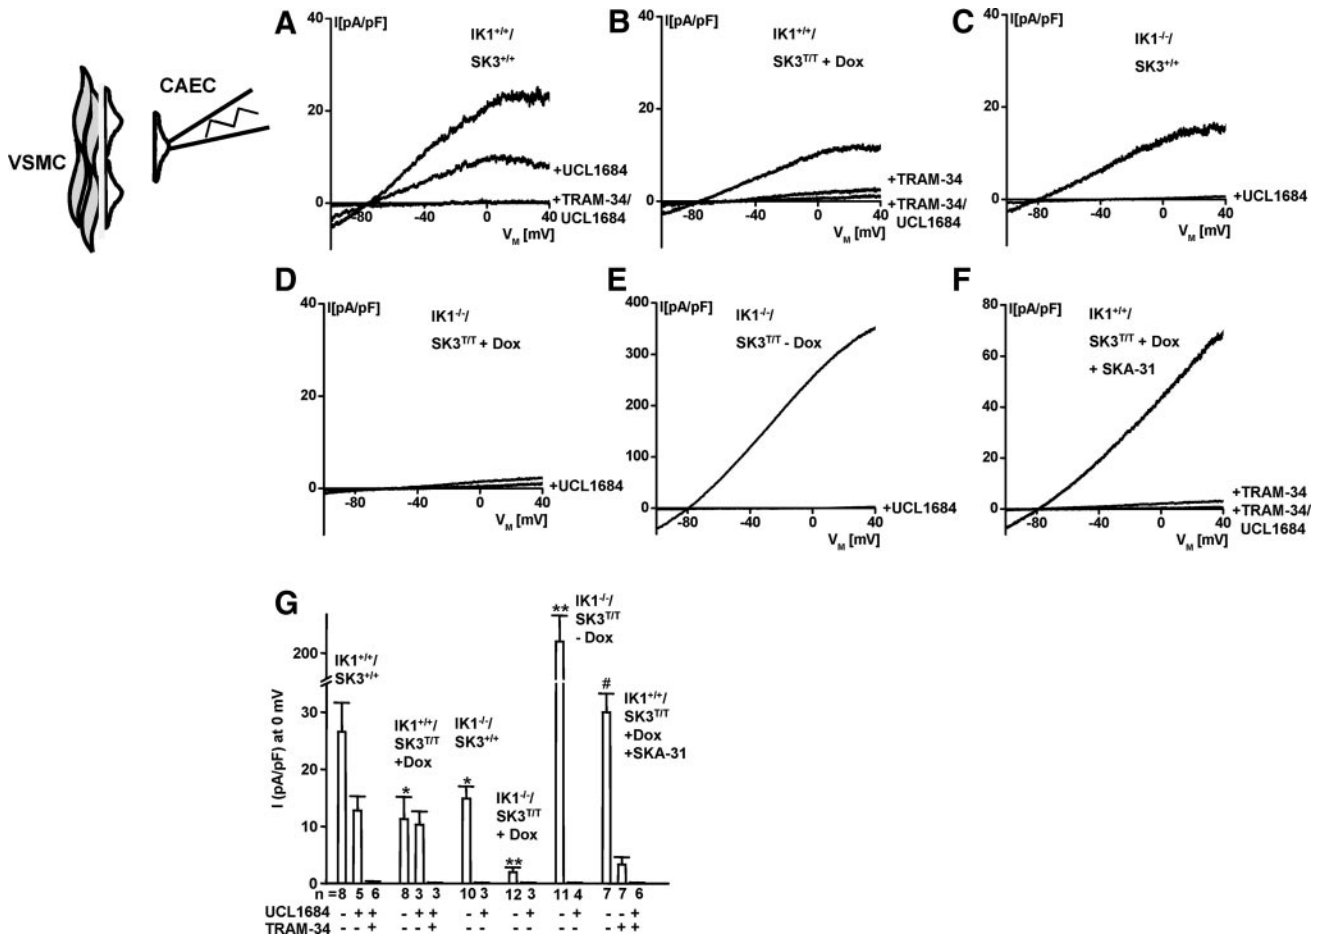 CAEC
VSMC
A
I[pA/pF]
IK1+/+/
SK3+/+
40
20
0
-80
-40
0
40
+UCL1684
+TRAM-34/
UCL1684
VM [mV]
B
I[pA/pF]
IK1+/+/
SK3T/T + Dox
40
20
0
-80
-40
0
40
+TRAM-34
+TRAM-34/
UCL1684
VM [mV]
C
I[pA/pF]
IK1-/-/
SK3+/+
40
20
0
-80
-40
0
40
+UCL1684
VM [mV]
D
I[pA/pF]
IK1-/-/
SK3T/T + Dox
40
20
0
-80
-40
0
40
+UCL1684
VM [mV]
E
I[pA/pF]
IK1-/-/
SK3T/T - Dox
400
300
200
100
0
-80
-40
0
40
+UCL1684
VM [mV]
F
I[pA/pF]
IK1+/+/
SK3T/T + Dox
+ SKA-31
80
60
40
20
0
-80
-40
0
40
+TRAM-34
+TRAM-34/
UCL1684
VM [mV]
G
I (pA/pF) at 0 mV
200
30
20
10
0
IK1+/+/
SK3+/+
*
IK1+/+/
SK3T/T
+Dox
*
IK1-/-/
SK3+/+
**
IK1-/-/
SK3T/T
+ Dox
**
IK1-/-/
SK3T/T
- Dox
#
IK1+/+/
SK3T/T
+Dox
+SKA-31
n =8 5 6 8 3 3 10 3 12 3 11 4 7 7 6
UCL1684 - + + - + + - + - + - + - - +
TRAM-34 - - + - - + - - - - - - - + +